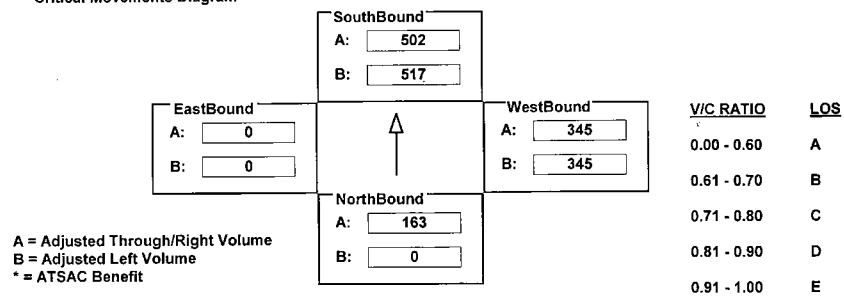 Critical Movements Diagram
SouthBound
A: 502
B: 517
EastBound
A: 0
B: 0
WestBound
A: 345
B: 345
NorthBound
A: 163
B: 0
A = Adjusted Through/Right Volume
B = Adjusted Left Volume
* = ATSAC Benefit
V/C RATIO LOS
0.00 - 0.60 A
0.61 - 0.70 B
0.71 - 0.80 C
0.81 - 0.90 D
0.91 - 1.00 E